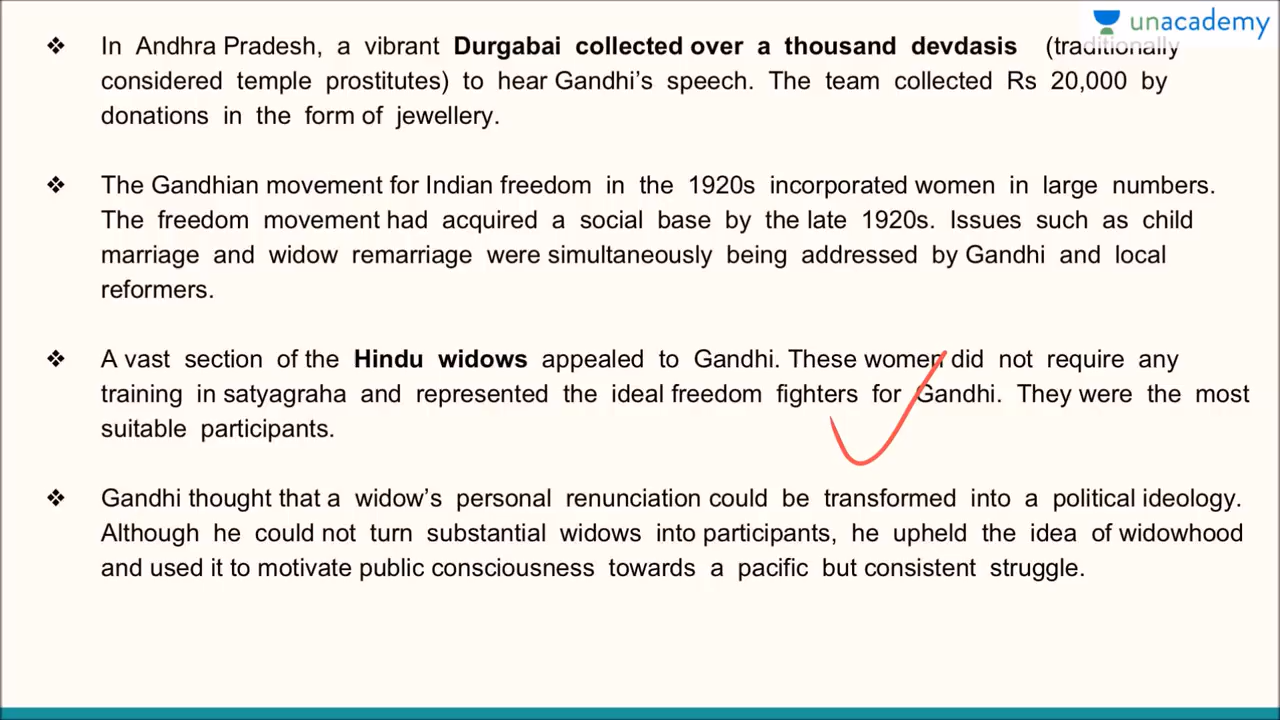 unacademy
❖ In Andhra Pradesh, a vibrant Durgabai collected over a thousand devdasis (traditionally
considered temple prostitutes) to hear Gandhi's speech. The team collected Rs 20,000 by
donations in the form of jewellery.
❖ The Gandhian movement for Indian freedom in the 1920s incorporated women in large numbers.
The freedom movement had acquired a social base by the late 1920s. Issues such as child
marriage and widow remarriage were simultaneously being addressed by Gandhi and local
reformers.
❖ A vast section of the Hindu widows appealed to Gandhi. These women did not require any
training in satyagraha and represented the ideal freedom fighters for Gandhi. They were the most
suitable participants.
❖ Gandhi thought that a widow's personal renunciation could be transformed into a political ideology.
Although he could not turn substantial widows into participants, he upheld the idea of widowhood
and used it to motivate public consciousness towards a pacific but consistent struggle.